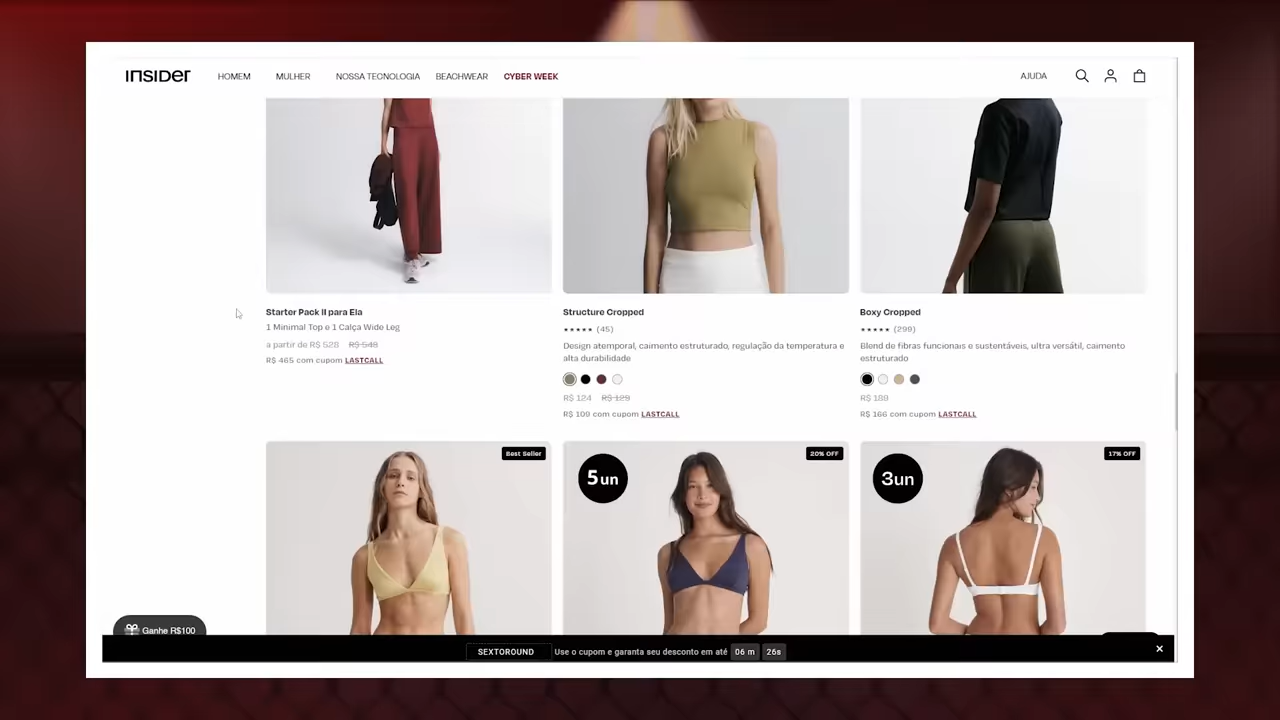 INSIDER
HOMEM
MULHER
NOSSA TECNOLOGIA
BEACHWEAR
CYBER WEEK
AJUDA
Starter Pack II para Ela
1 Minimal Top e 1 Calça Wide Leg
a partir de R$ 528 R$ 548
R$ 465 com cupom LASTCALL
Structure Cropped
★★★★★ (45)
Design atemporal, caimento estruturado, regulação da temperatura e
alta durabilidade
R$ 124 R$ 129
R$ 109 com cupom LASTCALL
Boxy Cropped
★★★★★ (299)
Blend de fibras funcionais e sustentáveis, ultra versátil, caimento
estruturado
R$ 189
R$ 166 com cupom LASTCALL
Best Seller
5 un
20% OFF
3un
17% OFF
Ganhe R$100
SEXTOROUND
Use o cupom e garanta seu desconto em até 06 m 26s